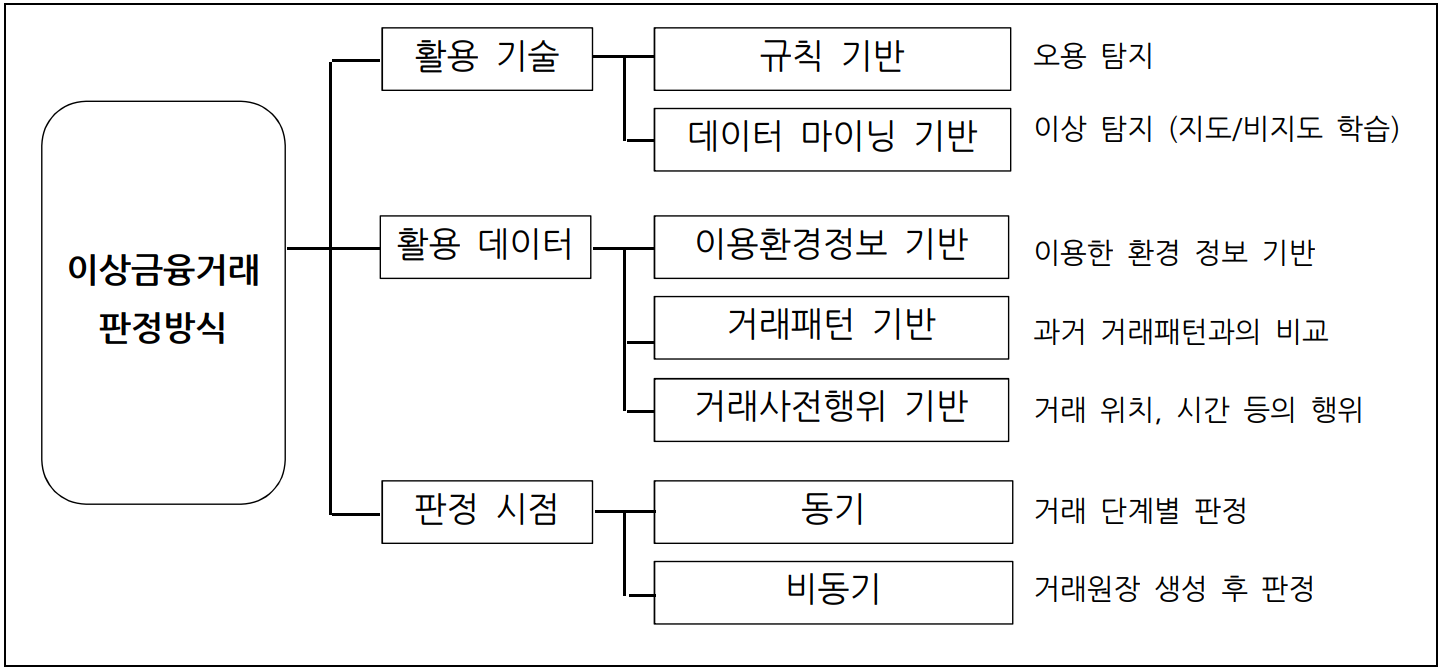 이상금융거래
판정방식
활용 기술
규칙 기반
오용 탐지
데이터 마이닝 기반
이상 탐지 (지도/비지도 학습)
활용 데이터
이용환경정보 기반
이용한 환경 정보 기반
거래패턴 기반
과거 거래패턴과의 비교
거래사전행위 기반
거래 위치, 시간 등의 행위
판정 시점
동기
거래 단계별 판정
비동기
거래원장 생성 후 판정